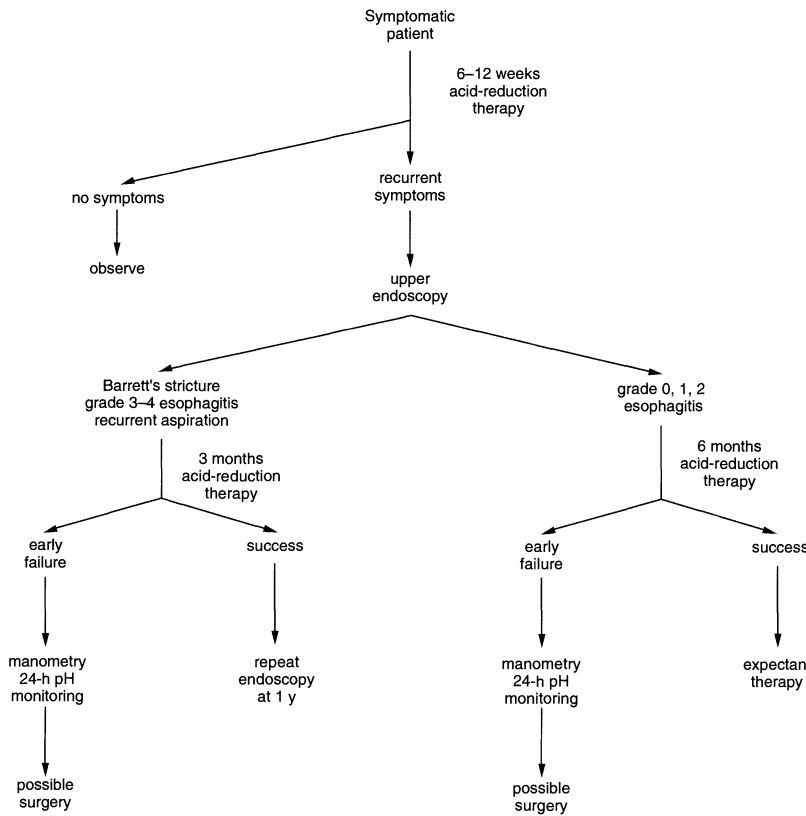 Symptomatic
patient
6–12 weeks
acid-reduction
therapy
no symptoms
recurrent
symptoms
observe
upper
endoscopy
Barrett's stricture
grade 3–4 esophagitis
recurrent aspiration
grade 0, 1, 2
esophagitis
3 months
acid-reduction
therapy
6 months
acid-reduction
therapy
early
failure
success
early
failure
success
manometry
24-h pH
monitoring
repeat
endoscopy
at 1 y
manometry
24-h pH
monitoring
expectan
therapy
possible
surgery
possible
surgery